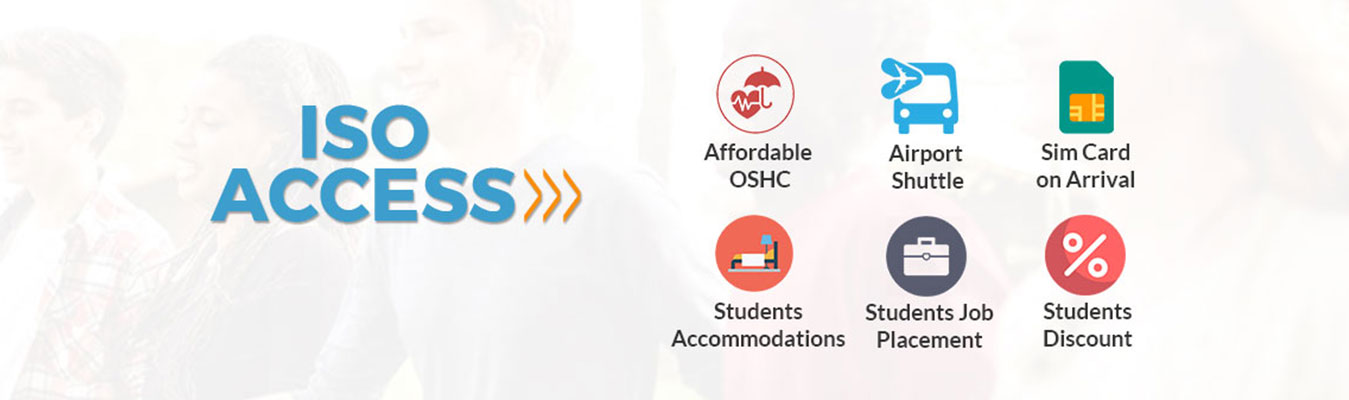 ISO
ACCESS
Affordable
OSHC
Airport
Shuttle
Sim Card
on Arrival
Students
Accommodations
Students Job
Placement
Students
Discount